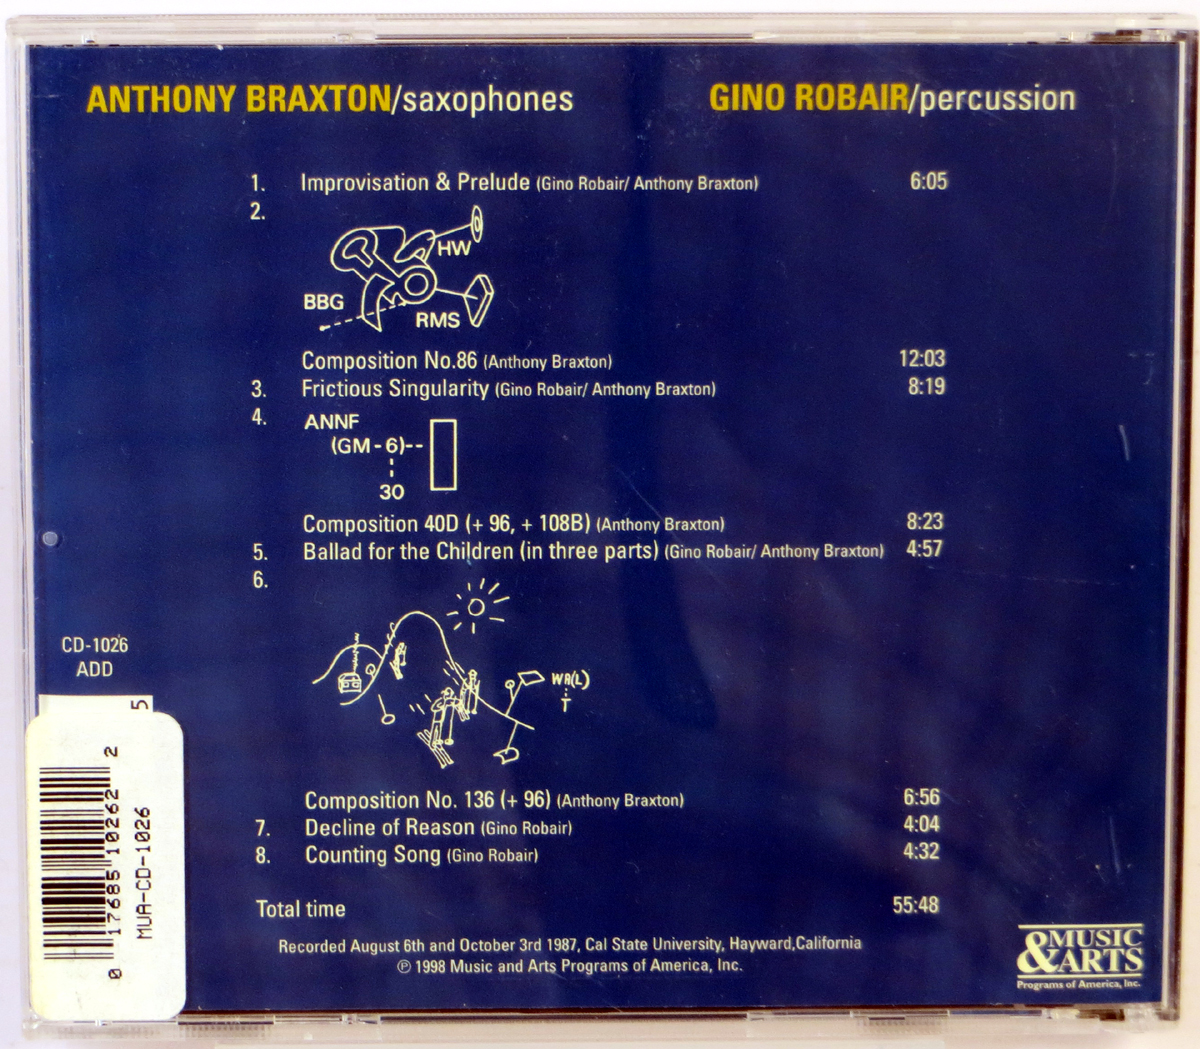 ANTHONY BRAXTON/saxophones GINO ROBAIR/percussion
1. Improvisation & Prelude (Gino Robair/ Anthony Braxton) 6:05
2.
HW
BBG
RMS
Composition No.86 (Anthony Braxton) 12:03
3. Frictious Singularity (Gino Robair/ Anthony Braxton) 8:19
4. ANNF
(GM - 6)--
30
Composition 40D (+ 96, + 108B) (Anthony Braxton) 8:23
5. Ballad for the Children (in three parts) (Gino Robair/ Anthony Braxton) 4:57
6.
WA(L)
T
Composition No. 136 (+ 96) (Anthony Braxton) 6:56
7. Decline of Reason (Gino Robair) 4:04
8. Counting Song (Gino Robair) 4:32
Total time 55:48
Recorded August 6th and October 3rd 1987, Cal State University, Hayward,California
℗ 1998 Music and Arts Programs of America, Inc.
CD-1026
ADD
5
0 17685 10262 2
MUA-CD-1026
MUSIC
&ARTS
Programs of America, Inc.